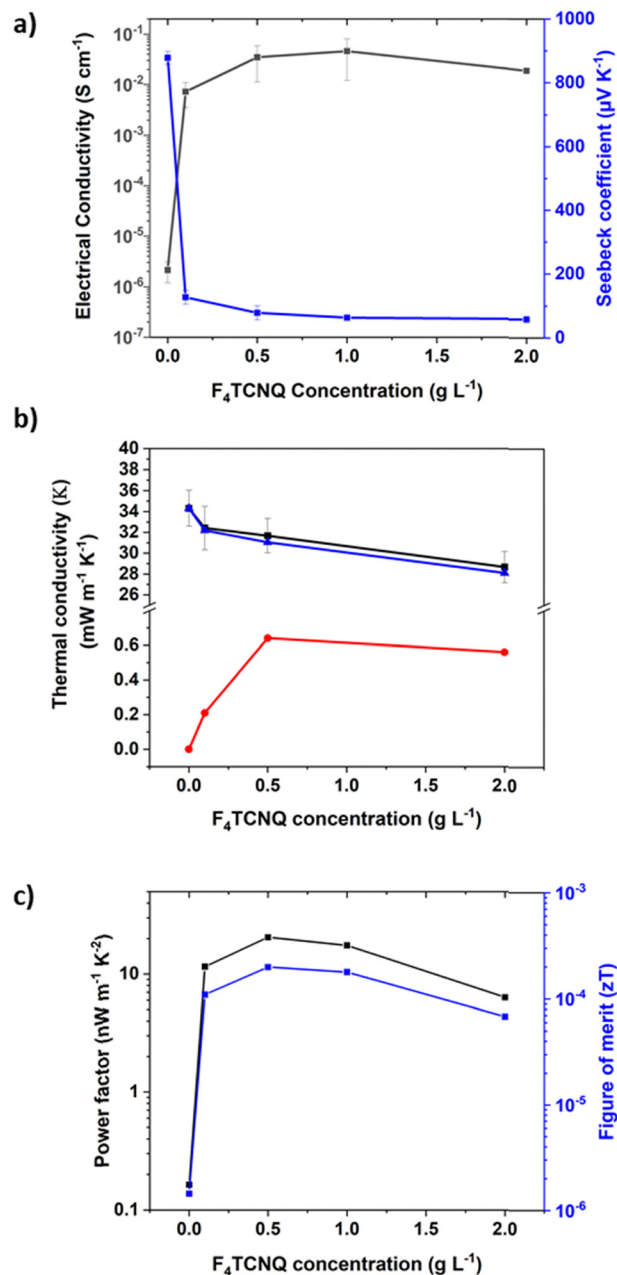 a)
Electrical Conductivity (S cm⁻¹)
10⁻¹
10⁻²
10⁻³
10⁻⁴
10⁻⁵
10⁻⁶
10⁻⁷
1000
800
600
400
200
0
Seebeck coefficient (µV K⁻¹)
0.0 0.5 1.0 1.5 2.0
F₄TCNQ Concentration (g L⁻¹)
b)
Thermal conductivity (K)
(mW m⁻¹ K⁻¹)
40
38
36
34
32
30
28
26
0.6
0.4
0.2
0.0
0.0 0.5 1.0 1.5 2.0
F₄TCNQ concentration (g L⁻¹)
c)
Power factor (nW m⁻¹ K⁻²)
10
1
0.1
10⁻³
10⁻⁴
10⁻⁵
10⁻⁶
Figure of merit (zT)
0.0 0.5 1.0 1.5 2.0
F₄TCNQ concentration (g L⁻¹)